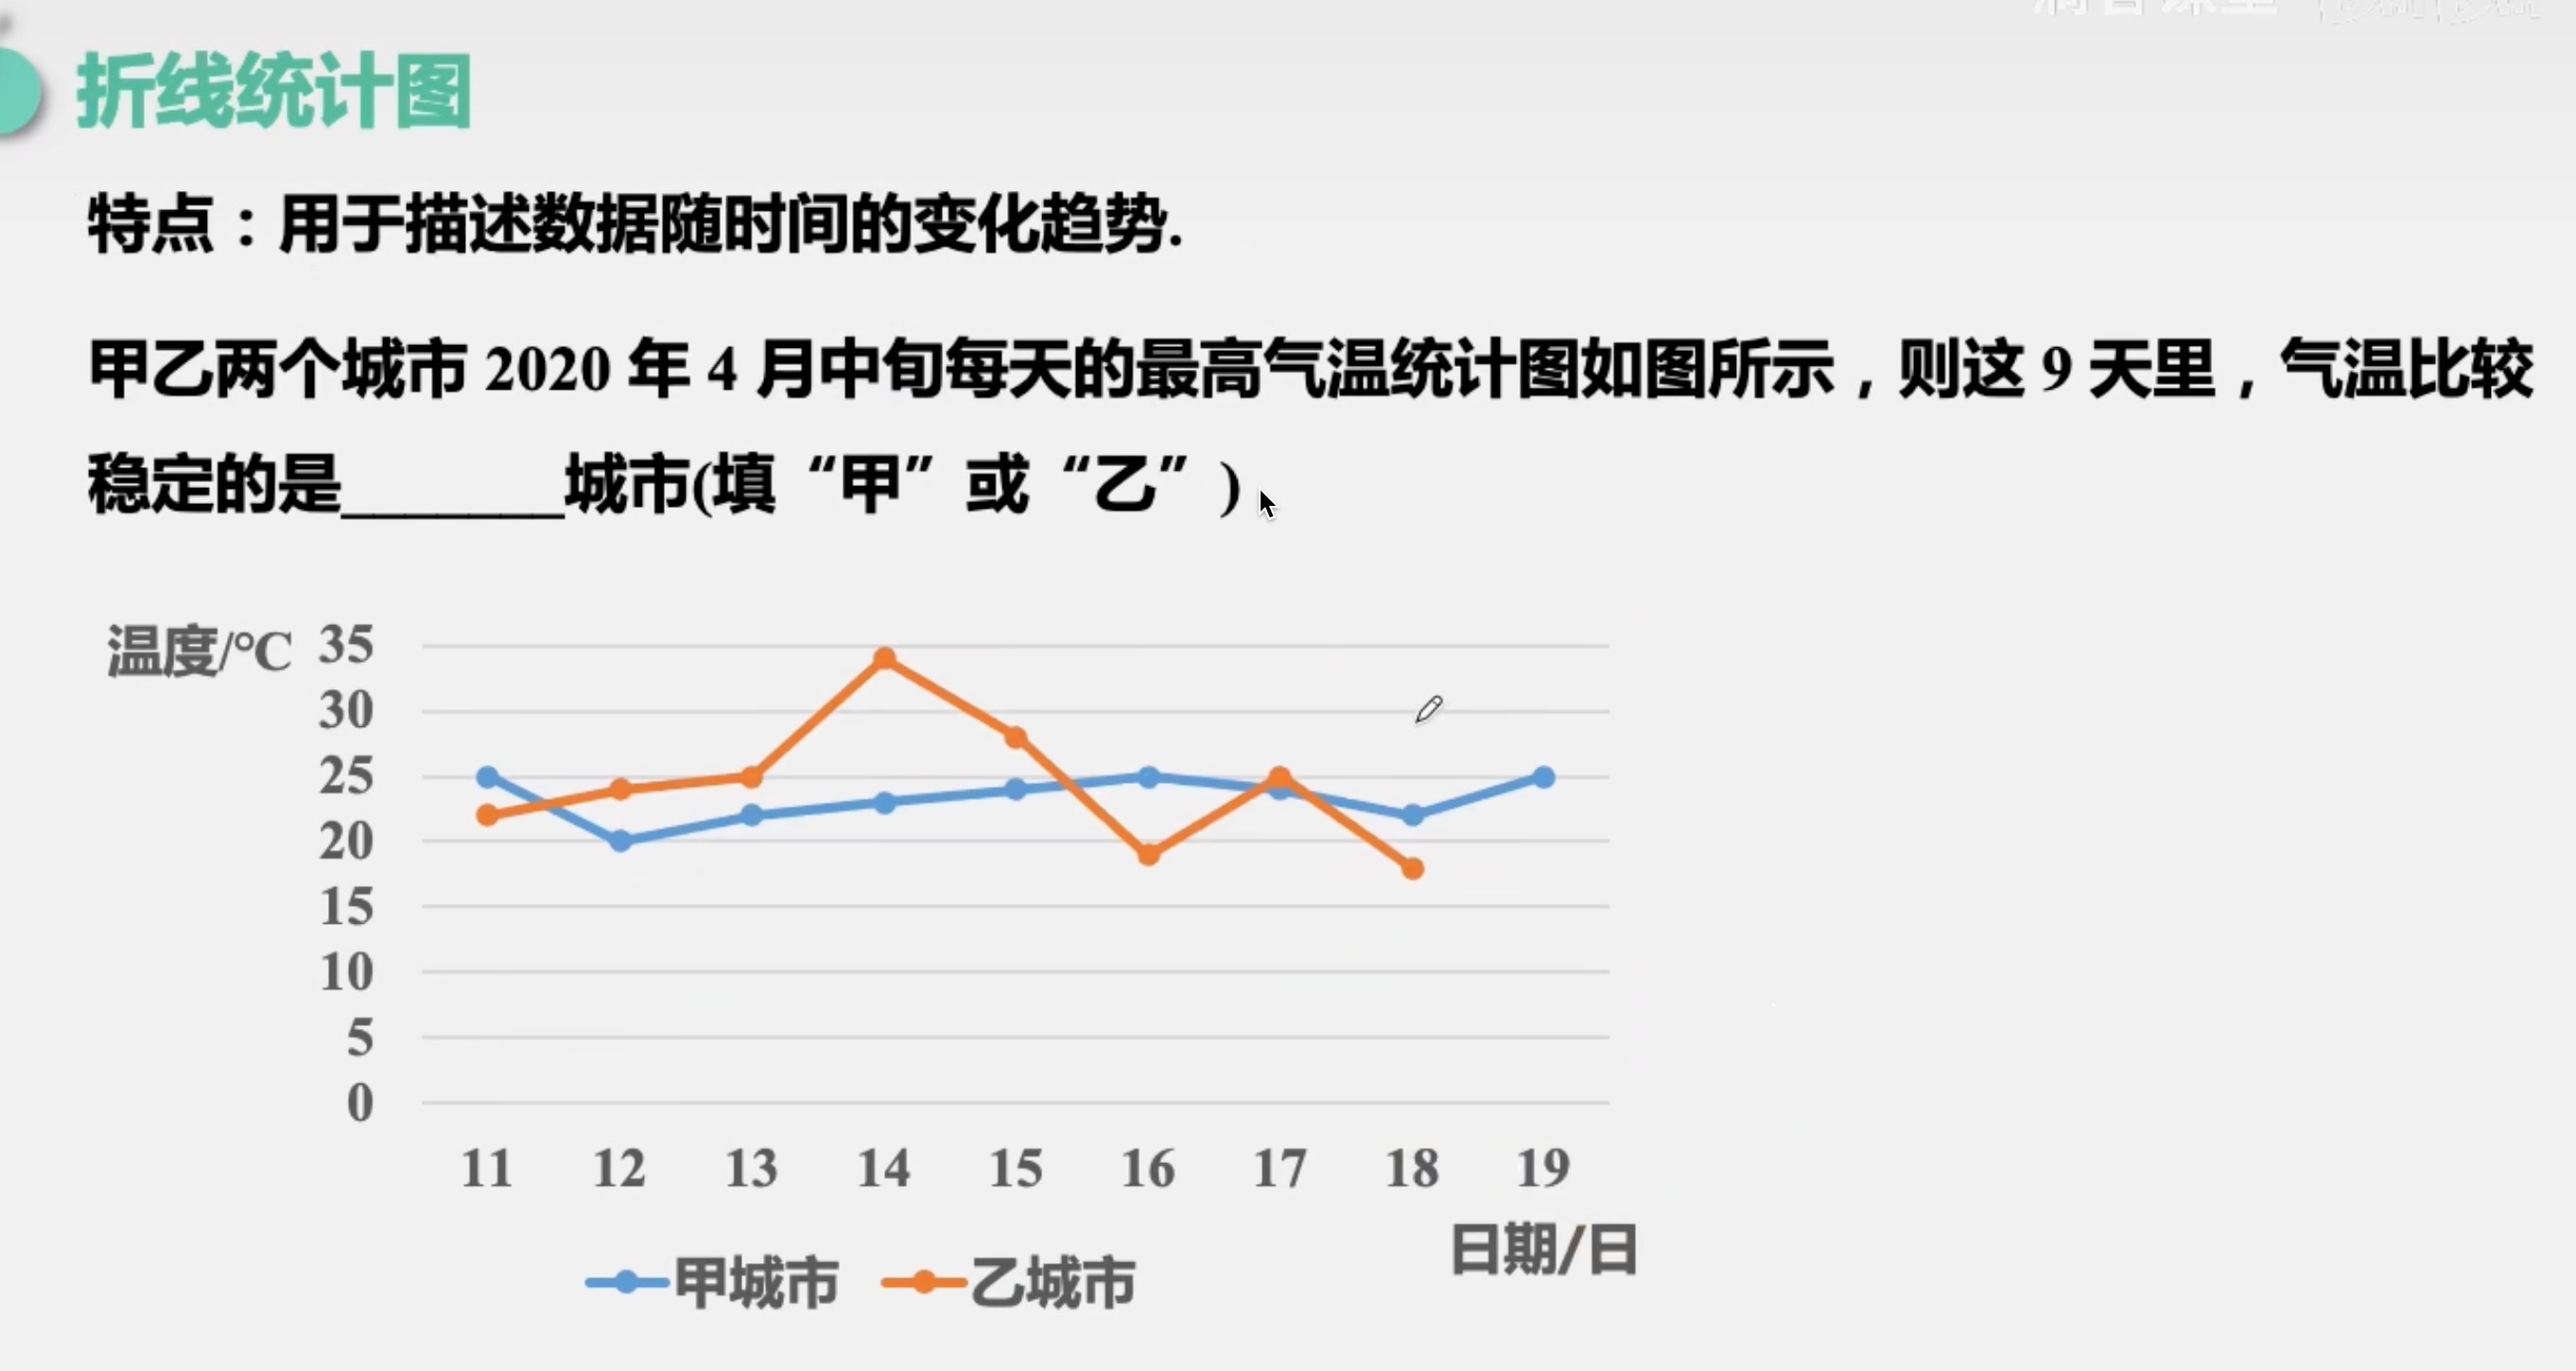 折线统计图
特点：用于描述数据随时间的变化趋势.
甲乙两个城市 2020 年 4 月中旬每天的最高气温统计图如图所示，则这 9 天里，气温比较
稳定的是_______城市(填“甲”或“乙”)
温度/°C
35
30
25
20
15
10
5
0
11 12 13 14 15 16 17 18 19
日期/日
甲城市 乙城市